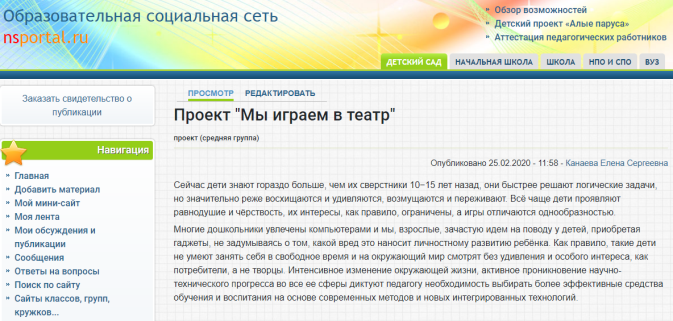 Образовательная социальная сеть
nsportal.ru
Обзор возможностей
Детский проект «Алые паруса»
Аттестация педагогических работников
ДЕТСКИЙ САД НАЧАЛЬНАЯ ШКОЛА ШКОЛА НПО И СПО ВУЗ
Заказать свидетельство о
публикации
Навигация
Главная
Добавить материал
Мой мини-сайт
Моя лента
Мои обсуждения и
публикации
Сообщения
Ответы на вопросы
Поиск по сайту
Сайты классов, групп,
кружков...
ПРОСМОТР РЕДАКТИРОВАТЬ
Проект "Мы играем в театр"
проект (средняя группа)
Опубликовано 25.02.2020 - 11:58 - Канаева Елена Сергеевна
Сейчас дети знают гораздо больше, чем их сверстники 10−15 лет назад, они быстрее решают логические задачи,
но значительно реже восхищаются и удивляются, возмущаются и переживают. Всё чаще дети проявляют
равнодушие и чёрствость, их интересы, как правило, ограничены, а игры отличаются однообразностью.
Многие дошкольники увлечены компьютерами и мы, взрослые, зачастую идем на поводу у детей, приобретая
гаджеты, не задумываясь о том, какой вред это наносит личностному развитию ребёнка. Как правило, такие дети
не умеют занять себя в свободное время и на окружающий мир смотрят без удивления и особого интереса, как
потребители, а не творцы. Интенсивное изменение окружающей жизни, активное проникновение научно-
технического прогресса во все ее сферы диктуют педагогу необходимость выбирать более эффективные средства
обучения и воспитания на основе современных методов и новых интегрированных технологий.